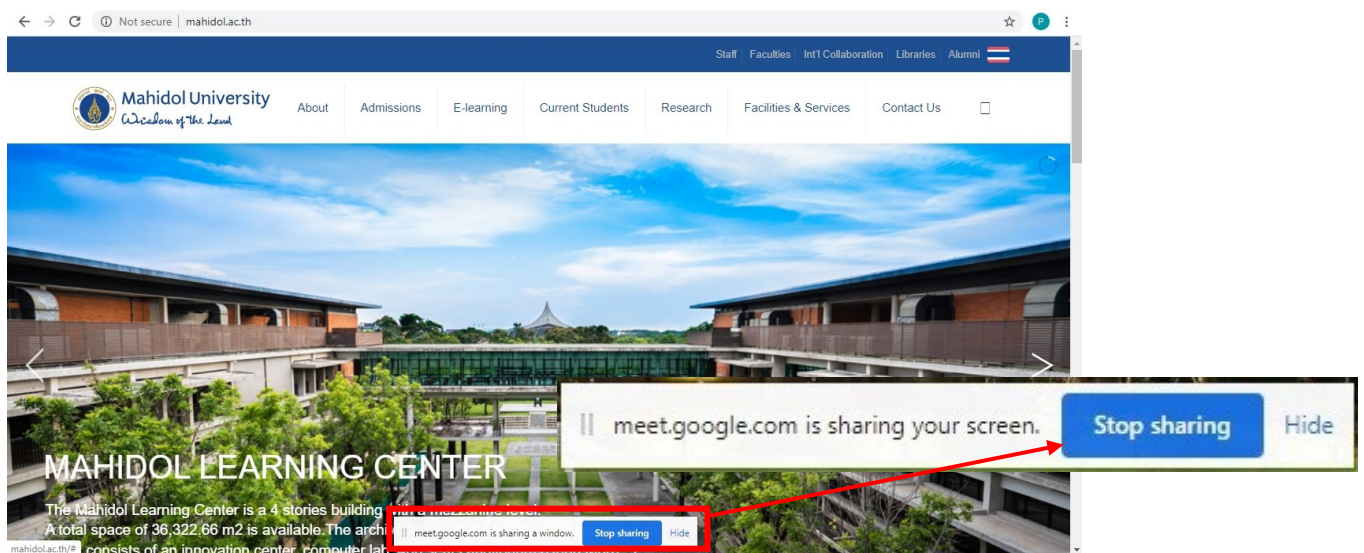 Not secure | mahidol.ac.th
P
Staff Faculties Int'l Collaboration Libraries Alumni
Mahidol University
Wisdom of the Land
About Admissions E-learning Current Students Research Facilities & Services Contact Us
meet.google.com is sharing your screen. Stop sharing Hide
MAHIDOL LEARNING CENTER
The Mahidol Learning Center is a 4 stories building with a mezzanine level.
A total space of 36,322.66 m2 is available.The archi
meet.google.com is sharing a window. Stop sharing Hide
mahidol.ac.th/# consists of an innovation center, computer lab